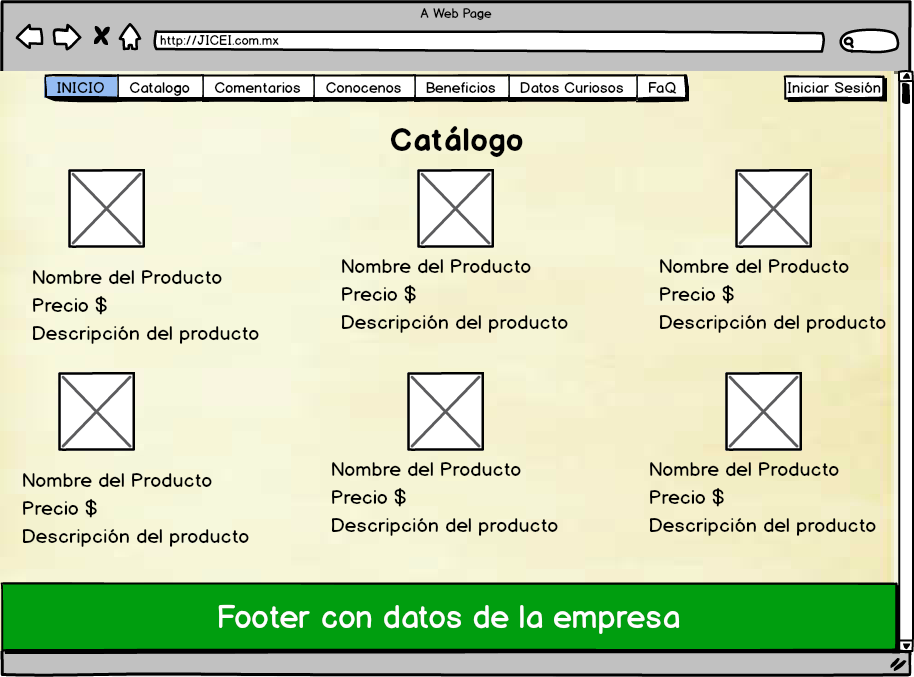 A Web Page
http://JICEI.com.mx
INICIO Catalogo Comentarios Conocenos Beneficios Datos Curiosos FaQ Iniciar Sesión
Catálogo
Nombre del Producto
Precio $
Descripción del producto
Nombre del Producto
Precio $
Descripción del producto
Nombre del Producto
Precio $
Descripción del producto
Nombre del Producto
Precio $
Descripción del producto
Nombre del Producto
Precio $
Descripción del producto
Nombre del Producto
Precio $
Descripción del producto
Footer con datos de la empresa